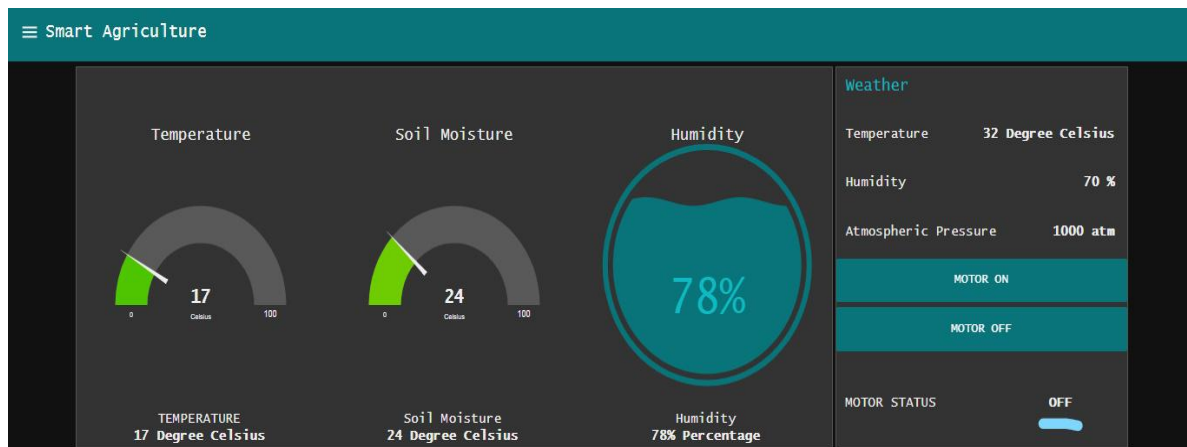 Smart Agriculture
Temperature
17
Celsius
0
100
TEMPERATURE
17 Degree Celsius
Soil Moisture
24
Celsius
0
100
Soil Moisture
24 Degree Celsius
Humidity
78%
Humidity
78% Percentage
Weather
Temperature 32 Degree Celsius
Humidity 70 %
Atmospheric Pressure 1000 atm
MOTOR ON
MOTOR OFF
MOTOR STATUS OFF